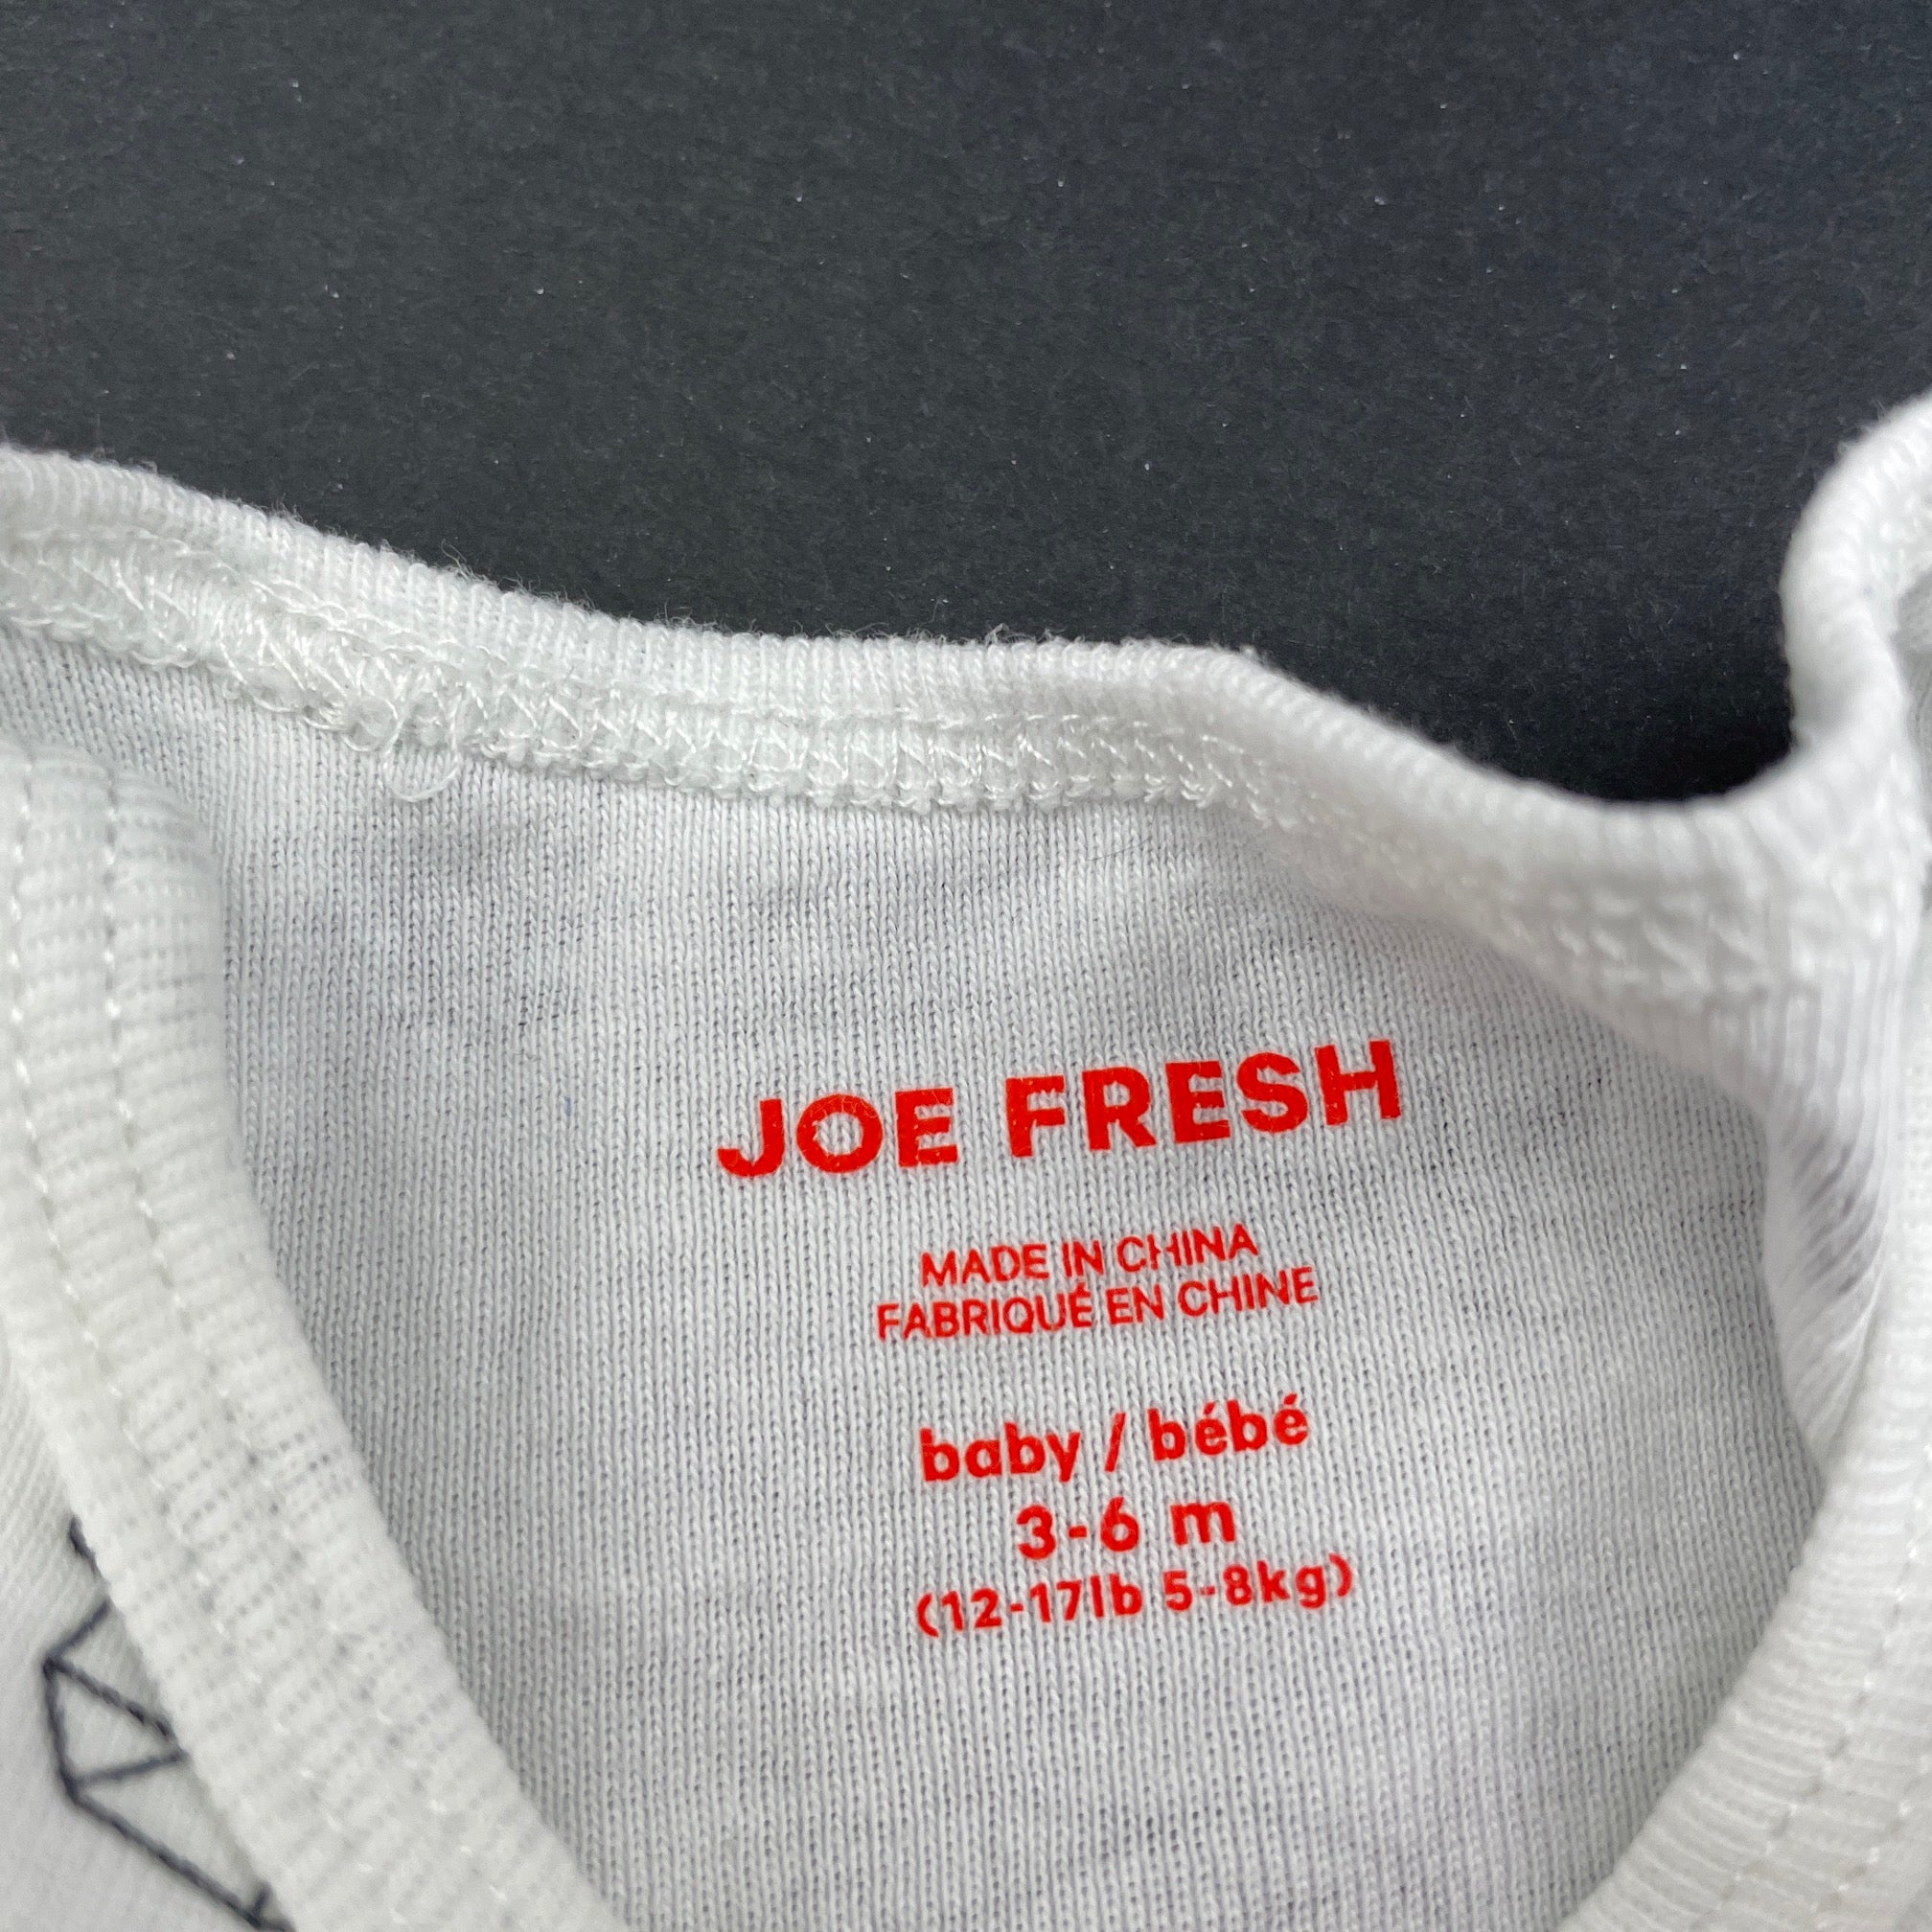 JOE FRESH
MADE IN CHINA
FABRIQUÉ EN CHINE
baby / bébé
3-6 m
(12-17lb 5-8kg)